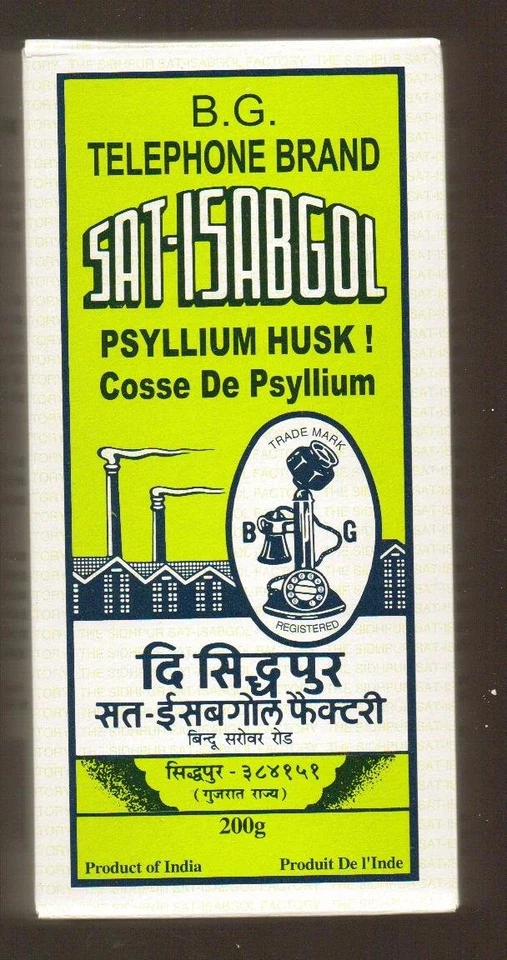 B.G.
TELEPHONE BRAND
SAT-ISABGOL
PSYLLIUM HUSK !
Cosse De Psyllium
TRADE MARK
B G
REGISTERED
दि सिद्धपुर
सत-ईसबगोल फैक्टरी
बिन्दू सरोवर रोड
सिद्धपुर - ३८४१५१
( गुजरात राज्य )
200g
Product of India Produit De l'Inde